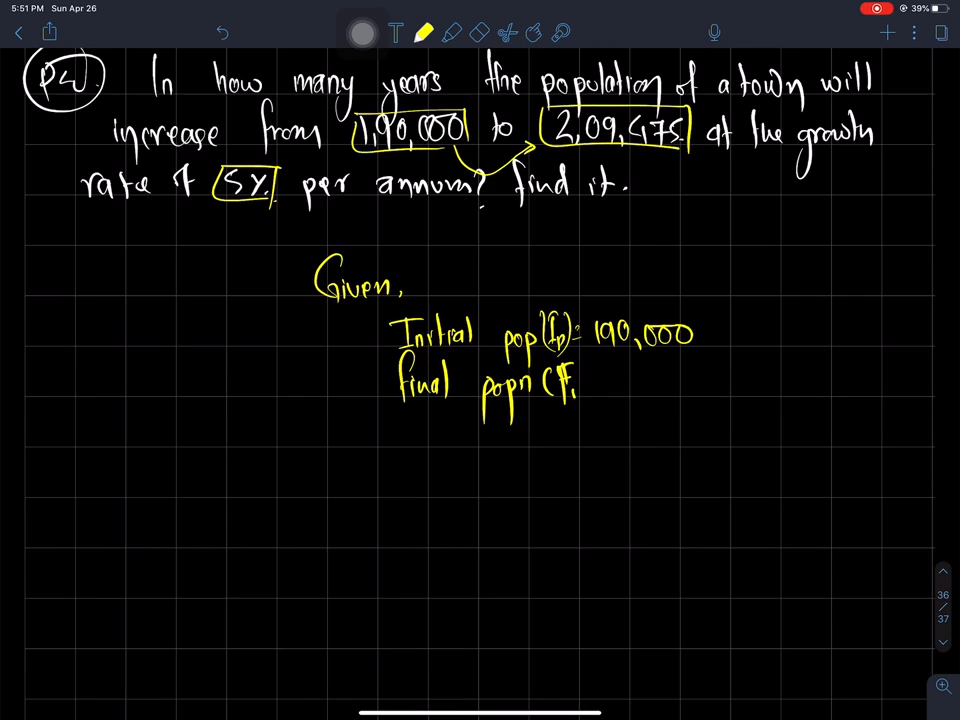 5:51 PM Sun Apr 26
39%
P4. In how many years the population of a town will
increase from 1,90,000 to 2,09,475. at the growth
rate of 5%. per annum? find it.
Given,
Initial pop(Ip)= 190,000
final popn (F
36
/
37